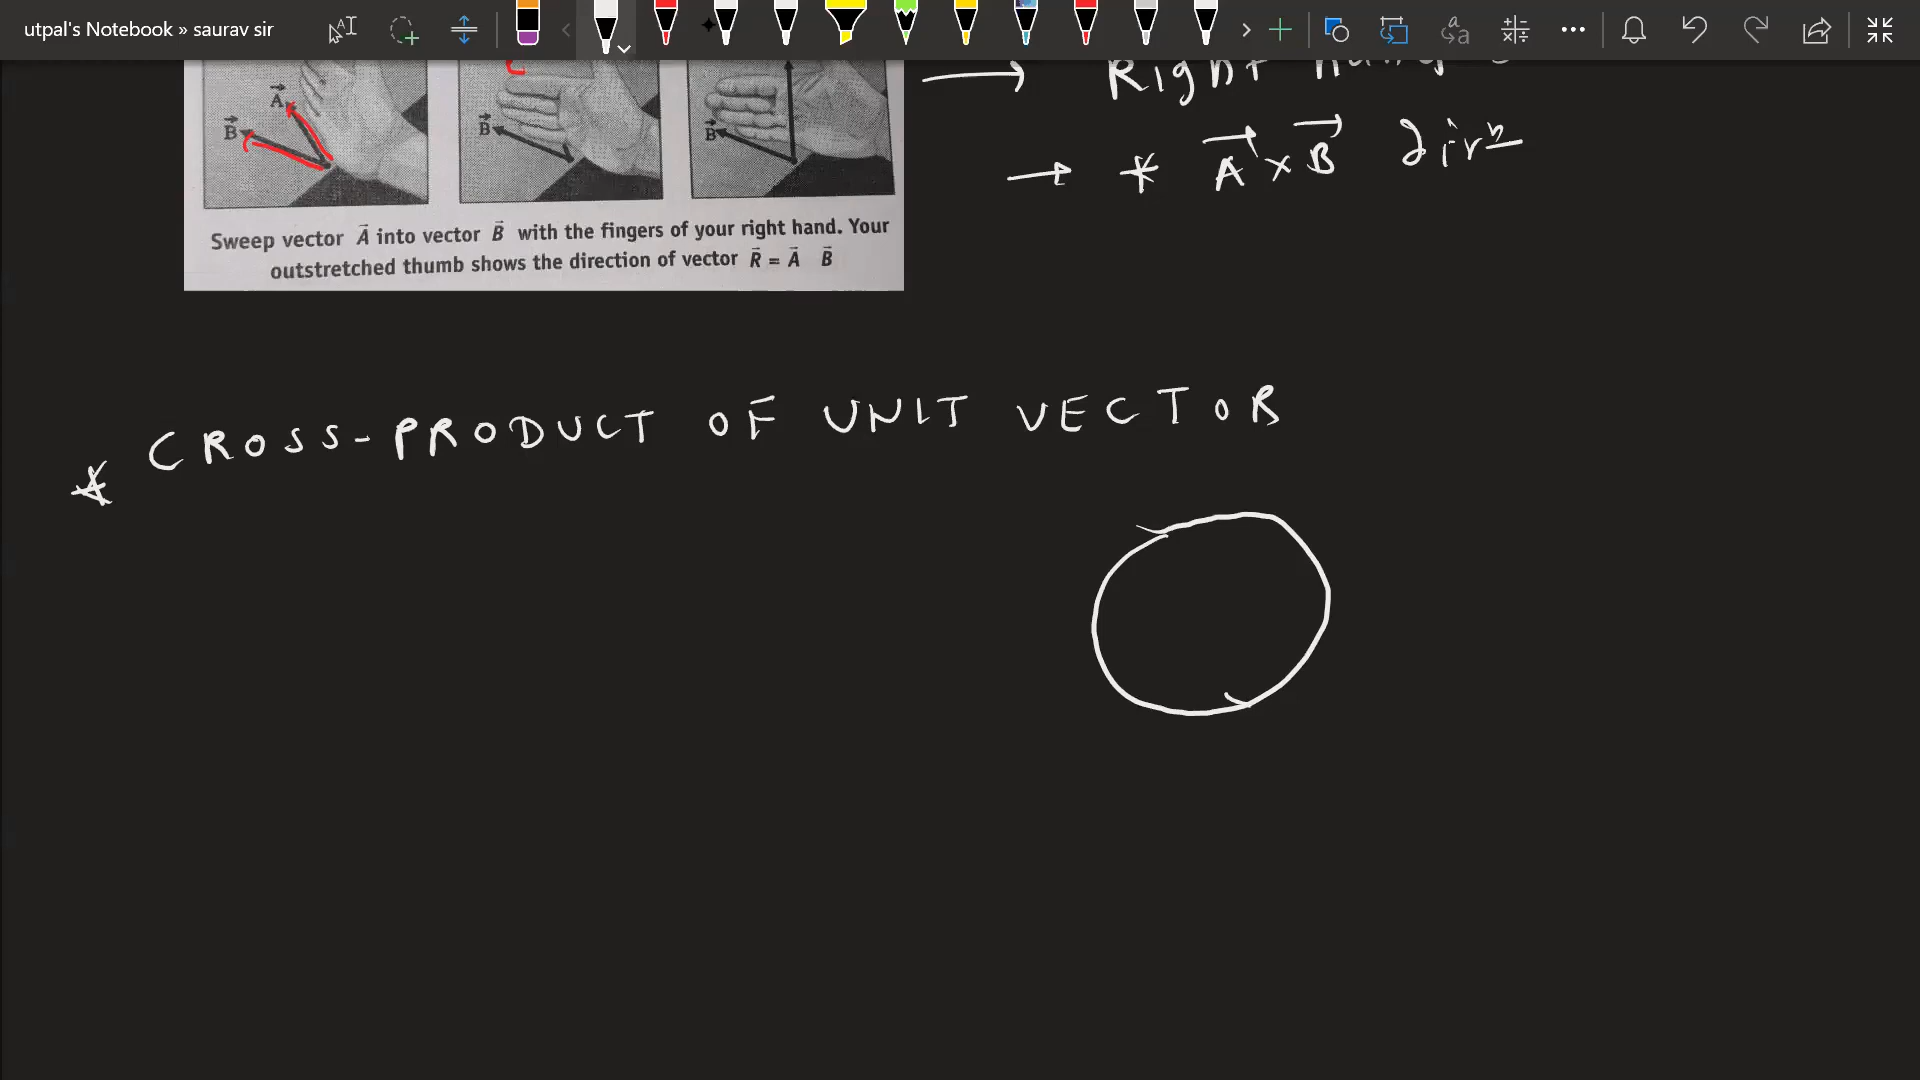 utpal's Notebook » saurav sir
Right hand
→ * A × B dirⁿ
A
B
B
B
Sweep vector A into vector B with the fingers of your right hand. Your
outstretched thumb shows the direction of vector R = A B
* CROSS-PRODUCT OF UNIT VECTOR